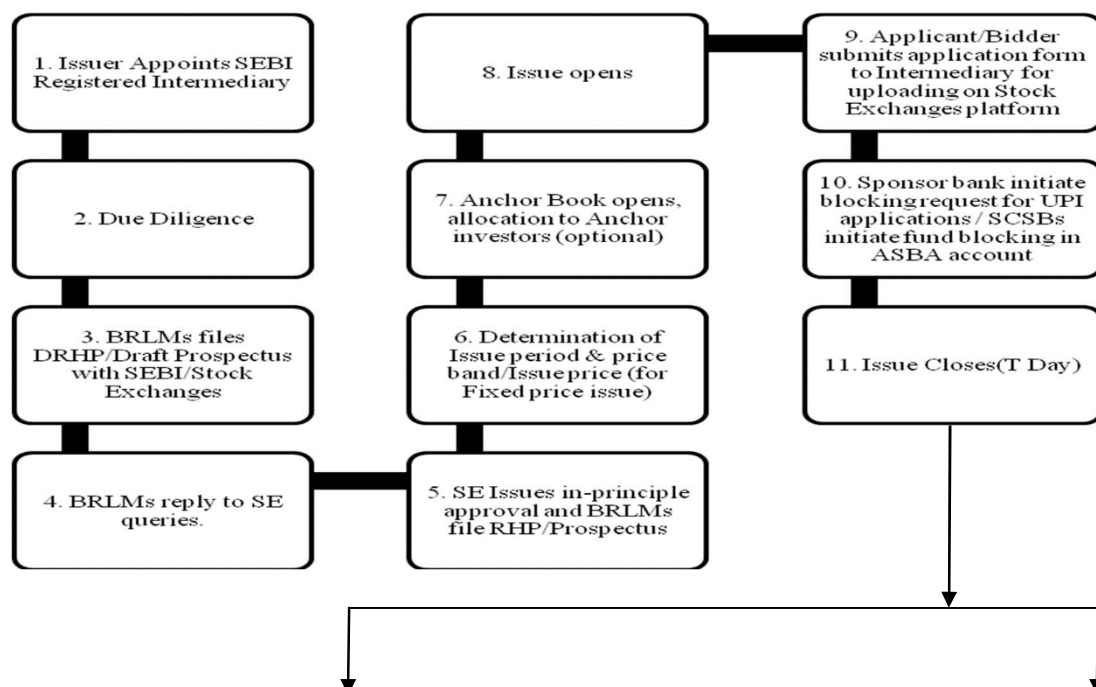 1. Issuer Appoints SEBI
Registered Intermediary
2. Due Diligence
3. BRLMs files
DRHP/Draft Prospectus
with SEBI/Stock
Exchanges
4. BRLMs reply to SE
queries.
5. SE Issues in-principle
approval and BRLMs
file RHP/Prospectus
6. Determination of
Issue period & price
band/Issue price (for
Fixed price issue)
7. Anchor Book opens,
allocation to Anchor
investors (optional)
8. Issue opens
9. Applicant/Bidder
submits application form
to Intermediary for
uploading on Stock
Exchanges platform
10. Sponsor bank initiate
blocking request for UPI
applications / SCSBs
initiate fund blocking in
ASBA account
11. Issue Closes(T Day)